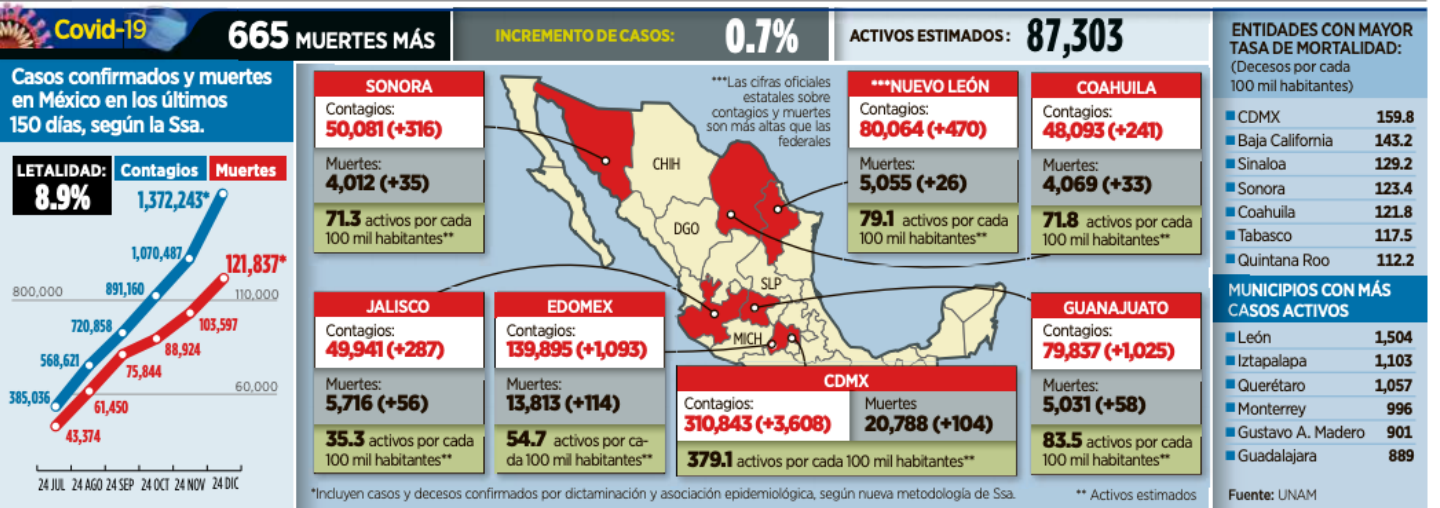 Covid-19
665 MUERTES MÁS
INCREMENTO DE CASOS:
0.7%
ACTIVOS ESTIMADOS:
87,303
Casos confirmados y muertes
en México en los últimos
150 días, según la Ssa.
LETALIDAD:
8.9%
Contagios
Muertes
1,372,243*
1,070,487
121,837*
891,160
800,000
110,000
720,858
103,597
568,621
88,924
75,844
385,036
60,000
61,450
43,374
24 JUL 24 AGO 24 SEP 24 OCT 24 NOV 24 DIC
SONORA
Contagios:
50,081 (+316)
Muertes:
4,012 (+35)
71.3 activos por cada
100 mil habitantes**
***Las cifras oficiales
estatales sobre
contagios y muertes
son más altas que las
federales
***NUEVO LEÓN
Contagios:
80,064 (+470)
Muertes:
5,055 (+26)
79.1 activos por cada
100 mil habitantes**
COAHUILA
Contagios:
48,093 (+241)
Muertes:
4,069 (+33)
71.8 activos por cada
100 mil habitantes**
CHIH
DGO
SLP
MICH
JALISCO
Contagios:
49,941 (+287)
Muertes:
5,716 (+56)
35.3 activos por cada
100 mil habitantes**
EDOMEX
Contagios:
139,895 (+1,093)
Muertes:
13,813 (+114)
54.7 activos por ca-
da 100 mil habitantes**
CDMX
Contagios:
310,843 (+3,608)
Muertes
20,788 (+104)
379.1 activos por cada 100 mil habitantes**
GUANAJUATO
Contagios:
79,837 (+1,025)
Muertes:
5,031 (+58)
83.5 activos por cada
100 mil habitantes**
*Incluyen casos y decesos confirmados por dictaminación y asociación epidemiológica, según nueva metodología de Ssa.
** Activos estimados
ENTIDADES CON MAYOR
TASA DE MORTALIDAD:
(Decesos por cada
100 mil habitantes)
CDMX 159.8
Baja California 143.2
Sinaloa 129.2
Sonora 123.4
Coahuila 121.8
Tabasco 117.5
Quintana Roo 112.2
MUNICIPIOS CON MÁS
CASOS ACTIVOS
León 1,504
Iztapalapa 1,103
Querétaro 1,057
Monterrey 996
Gustavo A. Madero 901
Guadalajara 889
Fuente: UNAM